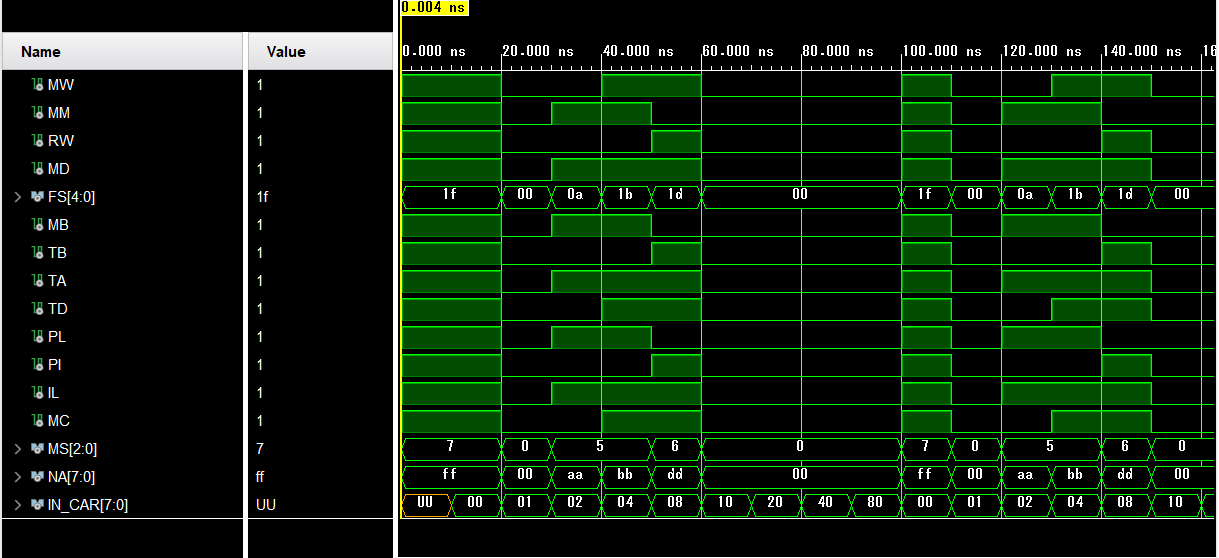 0.004 ns
Name Value 0.000 ns 20.000 ns 40.000 ns 60.000 ns 80.000 ns 100.000 ns 120.000 ns 140.000 ns
MW 1
MM 1
RW 1
MD 1
FS[4:0] 1f 1f 00 0a 1b 1d 00 1f 00 0a 1b 1d 00
MB 1
TB 1
TA 1
TD 1
PL 1
PI 1
IL 1
MC 1
MS[2:0] 7 7 0 5 6 0 7 0 5 6 0
NA[7:0] ff ff 00 aa bb dd 00 ff 00 aa bb dd 00
IN_CAR[7:0] UU UU 00 01 02 04 08 10 20 40 80 00 01 02 04 08 10